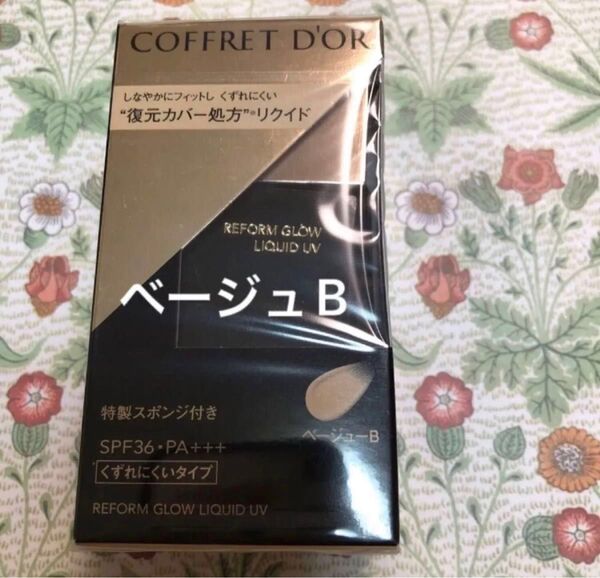 COFFRET D'OR
しなやかにフィットし くずれにくい
“復元カバー処方”※リクイド
REFORM GLOW
LIQUID UV
ベージュB
特製スポンジ付き
ベージューB
SPF36・PA+++
くずれにくいタイプ
REFORM GLOW LIQUID UV